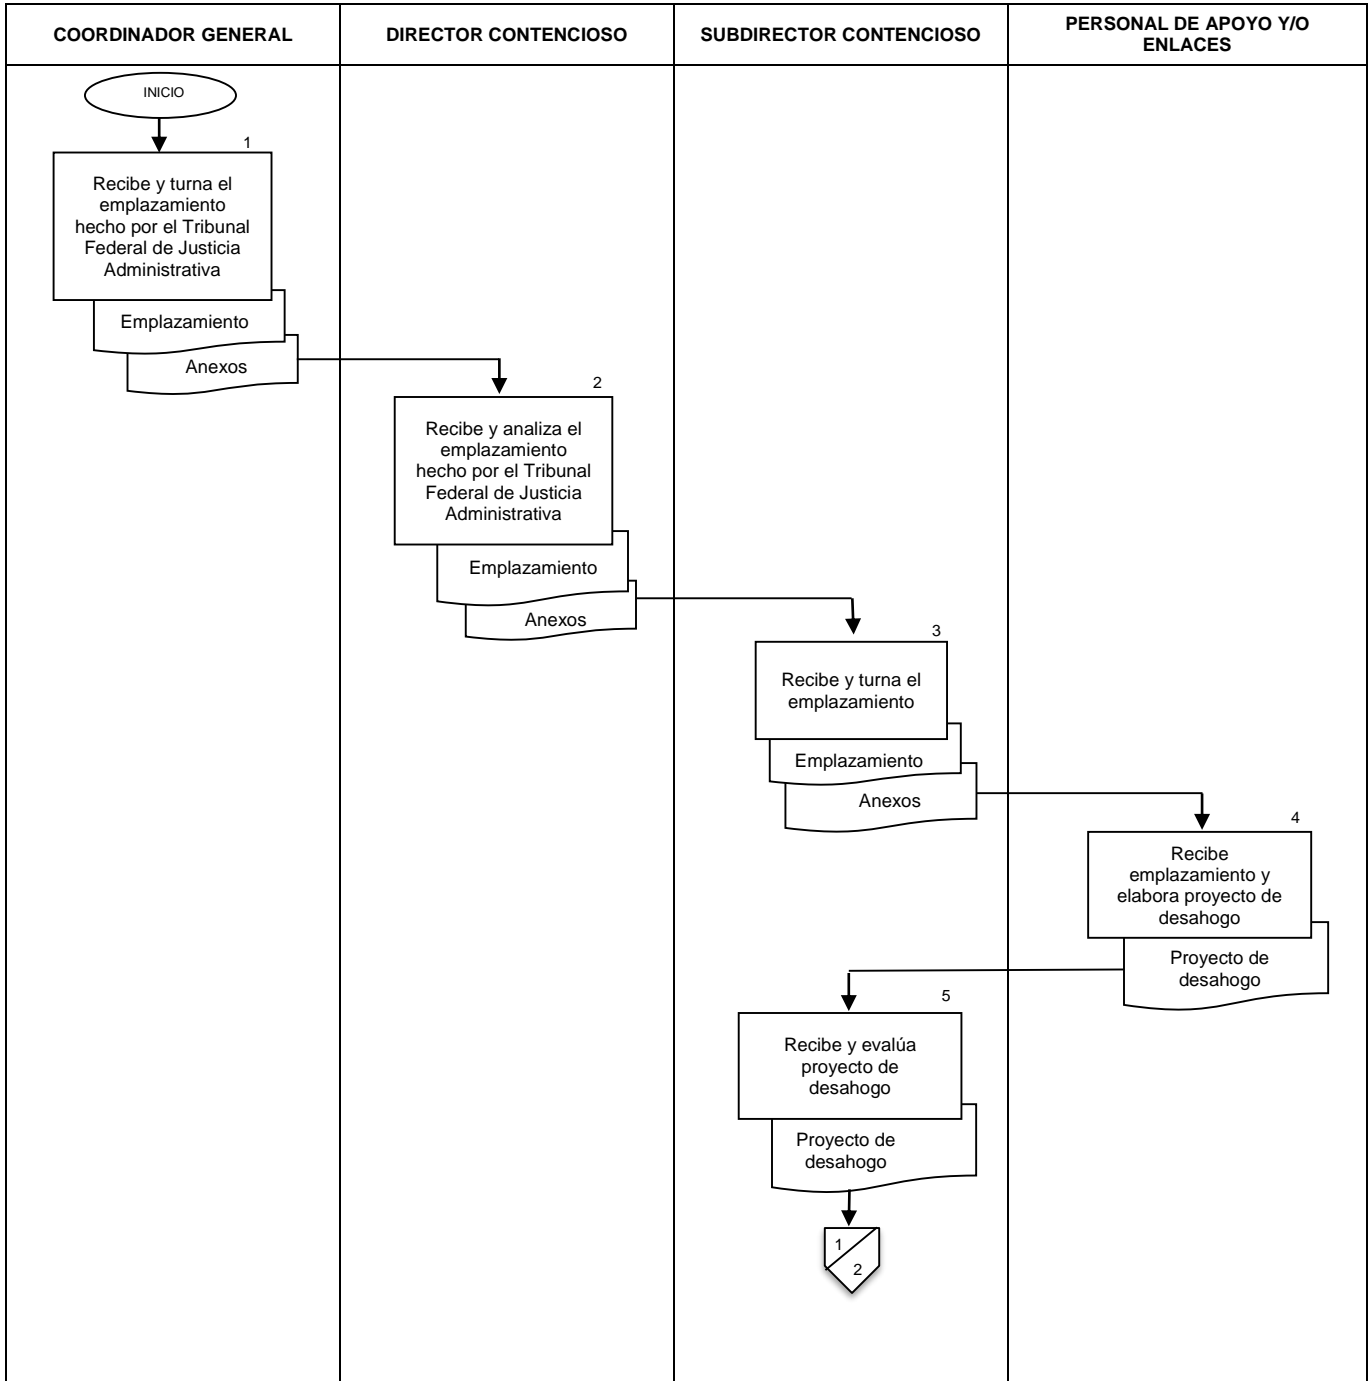 COORDINADOR GENERAL
DIRECTOR CONTENCIOSO
SUBDIRECTOR CONTENCIOSO
PERSONAL DE APOYO Y/O
ENLACES
INICIO
1
Recibe y turna el
emplazamiento
hecho por el Tribunal
Federal de Justicia
Administrativa
Emplazamiento
Anexos
2
Recibe y analiza el
emplazamiento
hecho por el Tribunal
Federal de Justicia
Administrativa
Emplazamiento
Anexos
3
Recibe y turna el
emplazamiento
Emplazamiento
Anexos
4
Recibe
emplazamiento y
elabora proyecto de
desahogo
Proyecto de
desahogo
5
Recibe y evalúa
proyecto de
desahogo
Proyecto de
desahogo
1
2